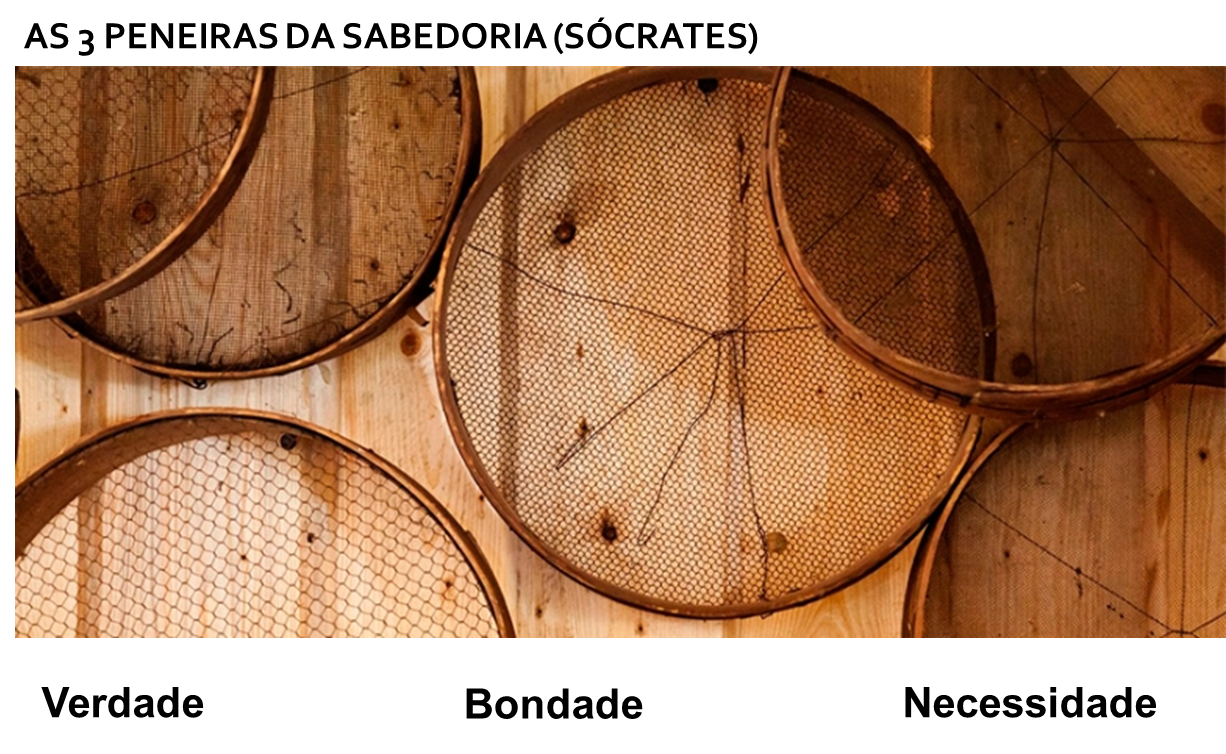 AS 3 PENEIRAS DA SABEDORIA (SÓCRATES)
Verdade Bondade Necessidade